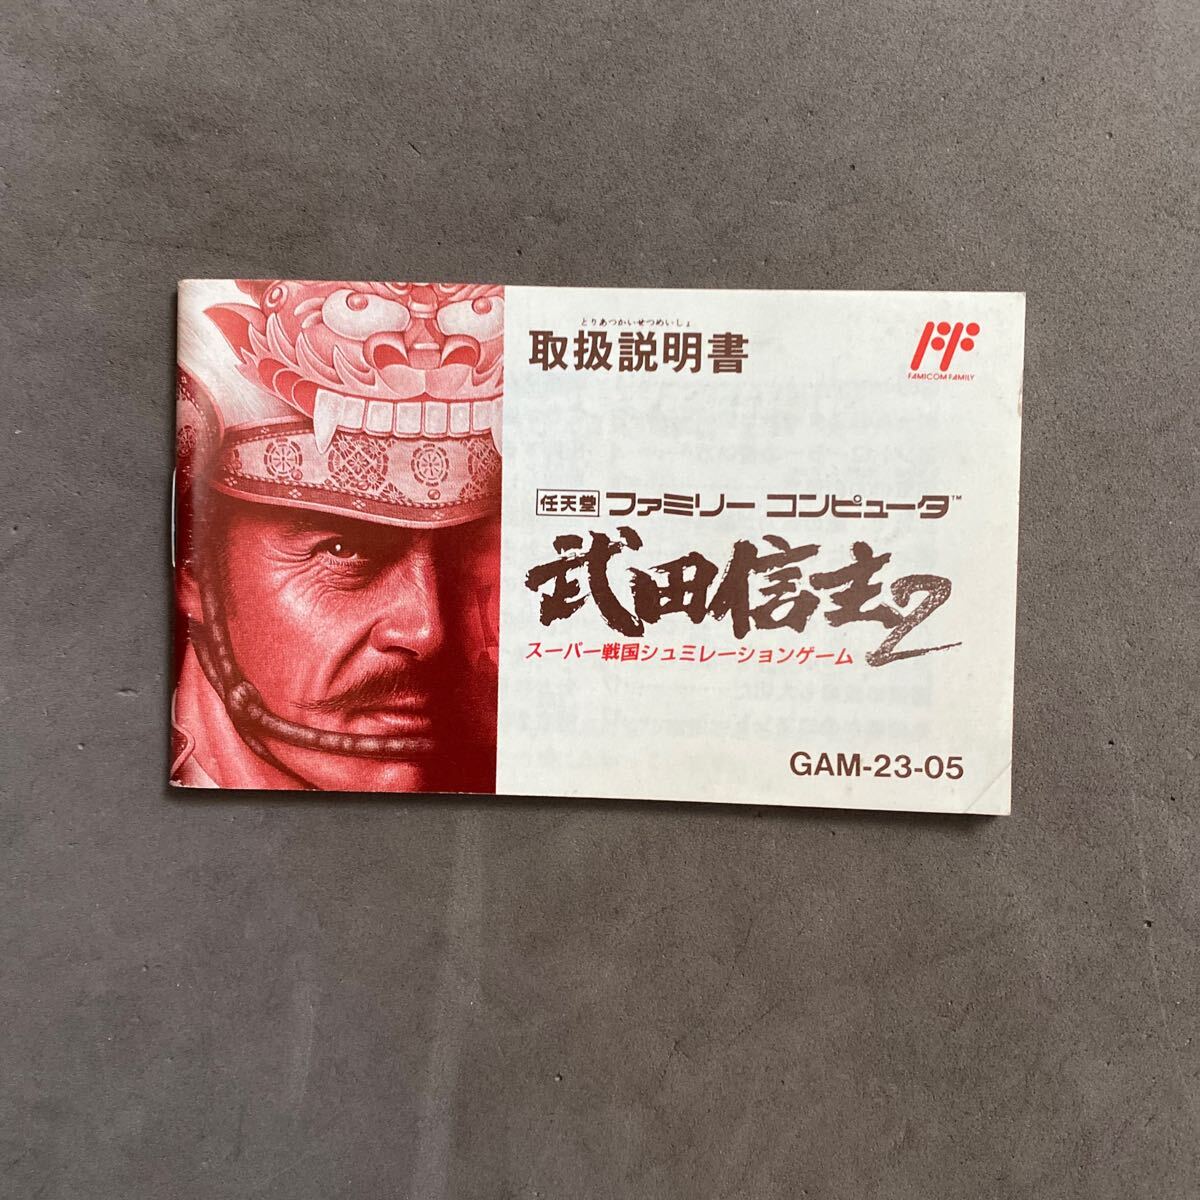 とりあつかいせつめいしょ
取扱説明書
FAMICOM FAMILY
任天堂 ファミリー コンピュータ™
武田信玄2
スーパー戦国シュミレーションゲーム
GAM-23-05